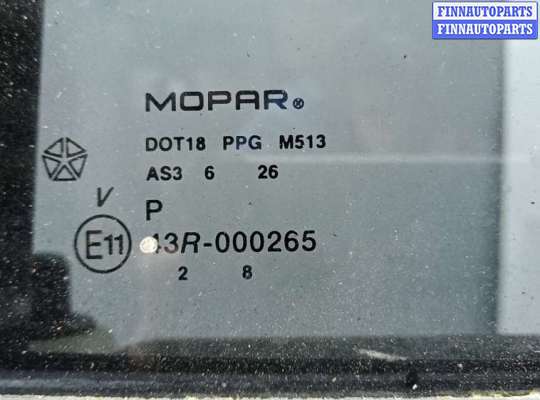 FINNAUTOPARTS
FINNAUTOPARTS
MOPAR®
DOT18 PPG M513
AS3 6 26
V
P
E11 43R-000265
2 8